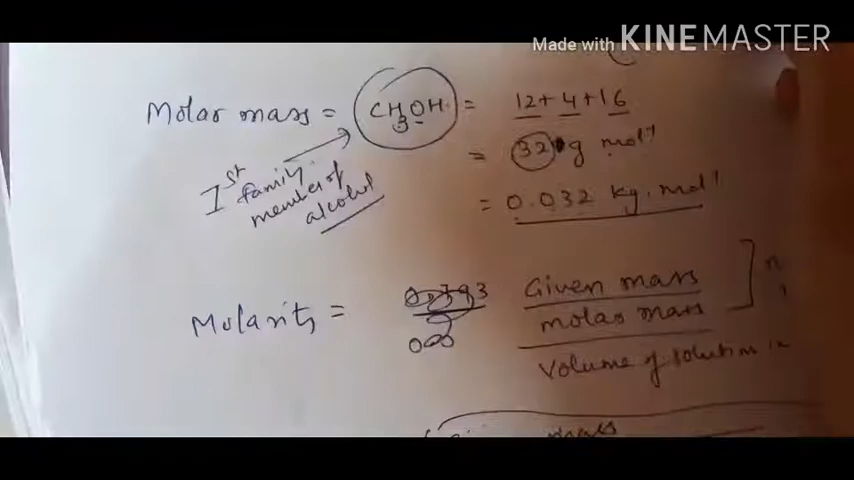 Made with KINEMASTER
Molar mass = CH3OH = 12+4+16
= 32 g mol-1
= 0.032 kg. mol-1
Ist family member of alcohol
Molarity = Given mass
molar mass
Volume of solution in
mass